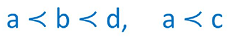 a ≺ b ≺ d, a ≺ c